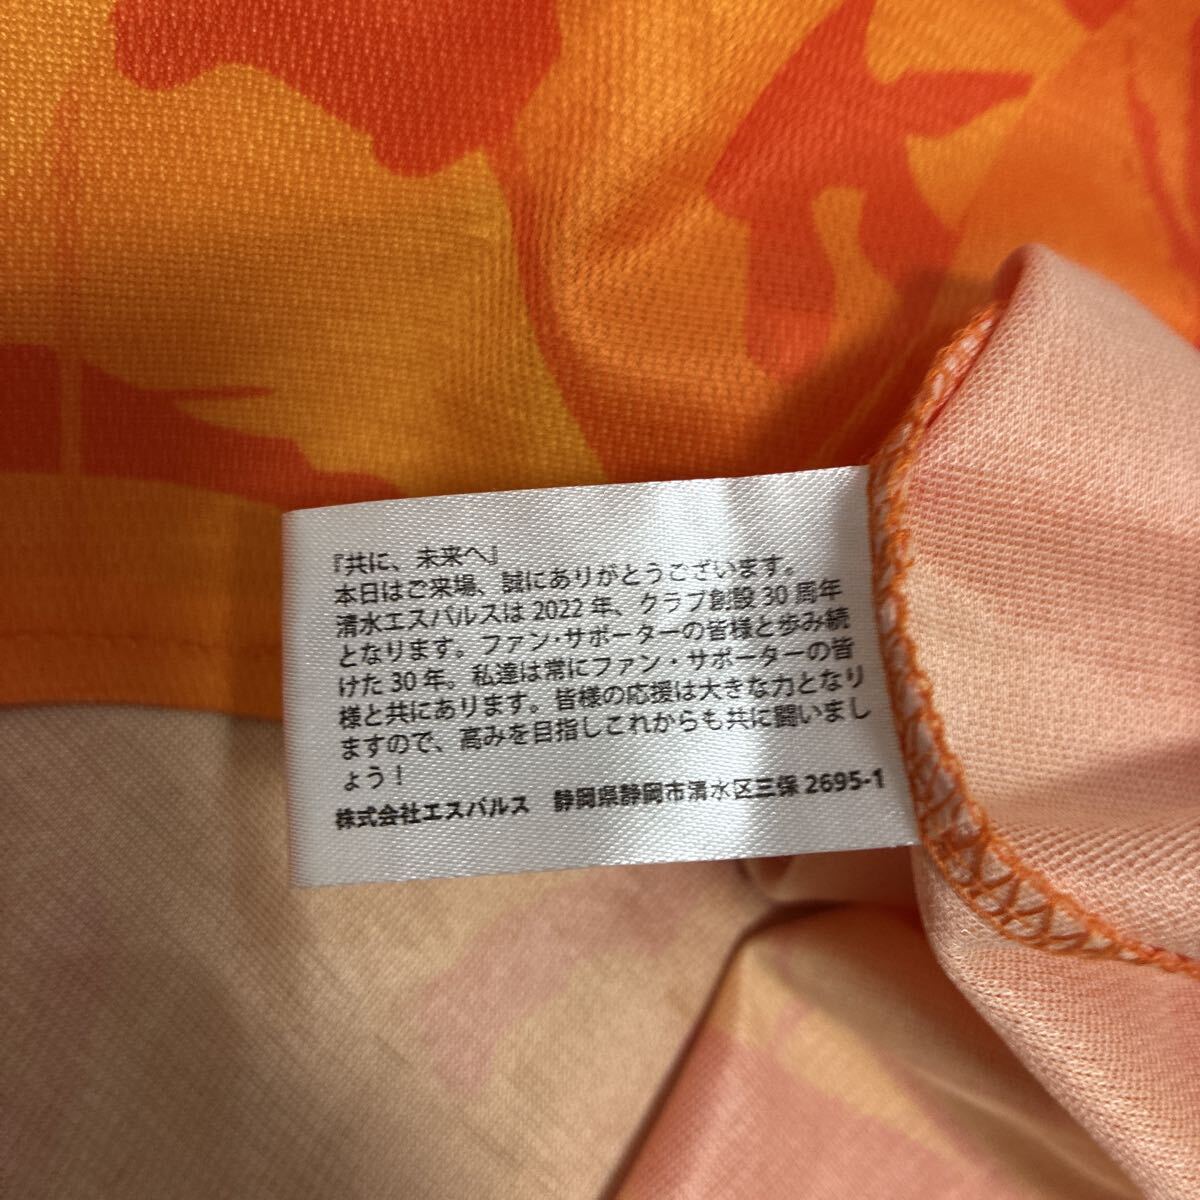 『共に、未来へ』
本日はご来場、誠にありがとうございます。
清水エスパルスは 2022 年、クラブ創設 30 周年
となります。ファン・サポーターの皆様と歩み続
けた 30 年。私達は常にファン・サポーターの皆
様と共にあります。皆様の応援は大きな力となり
ますので、高みを目指しこれからも共に闘いまし
ょう！
株式会社エスパルス　静岡県静岡市清水区三保 2695-1